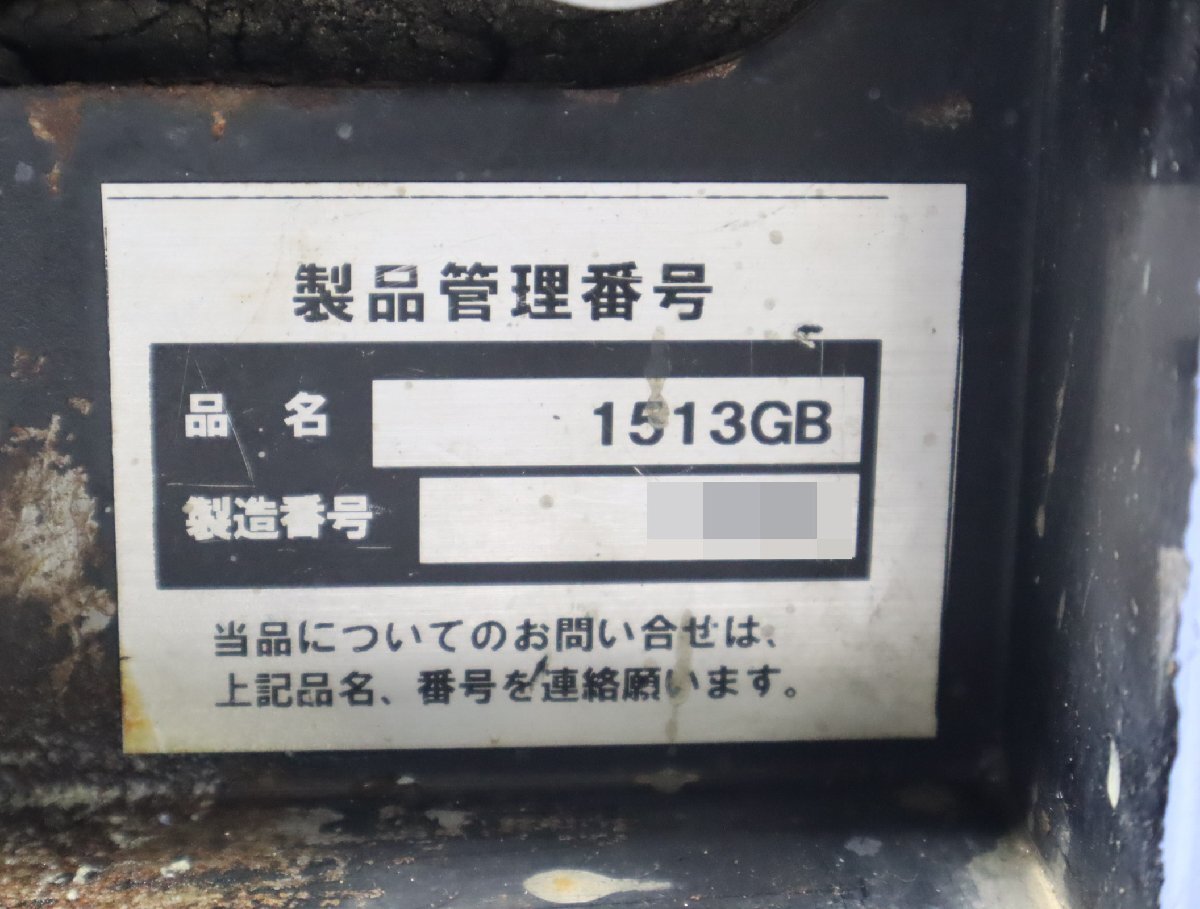 製品管理番号
品 名 1513GB
製造番号
当品についてのお問い合せは、
上記品名、番号を連絡願います。